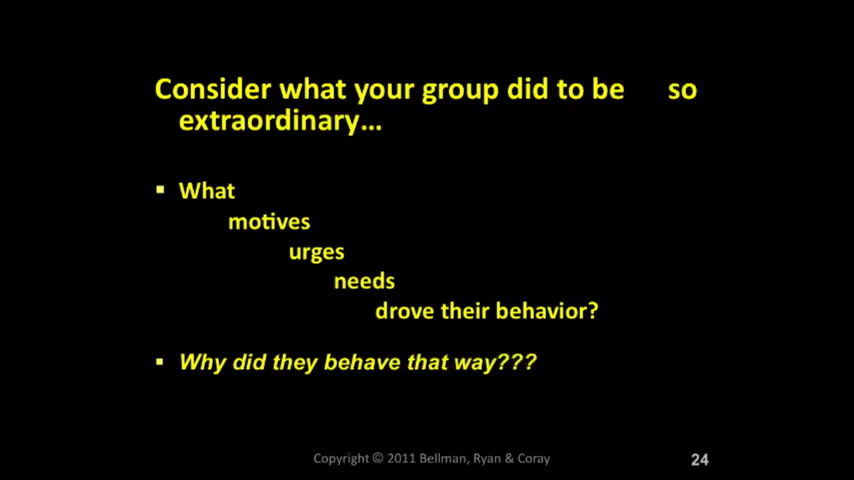 Consider what your group did to be so
extraordinary...
▪ What
motives
urges
needs
drove their behavior?
▪ Why did they behave that way???
Copyright © 2011 Bellman, Ryan & Coray
24